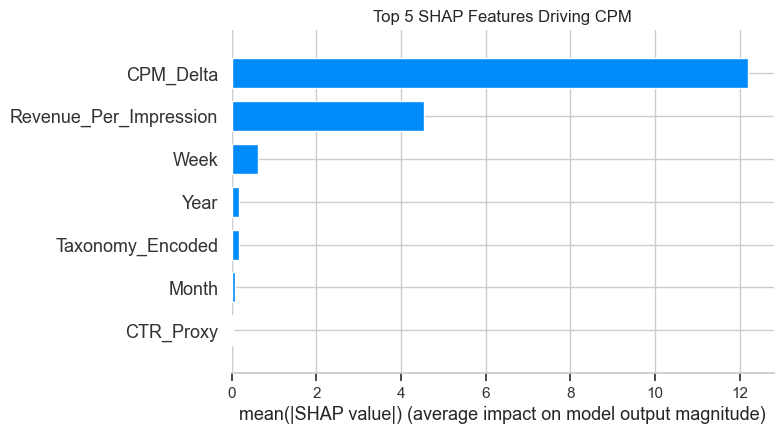 Top 5 SHAP Features Driving CPM
CPM_Delta
Revenue_Per_Impression
Week
Year
Taxonomy_Encoded
Month
CTR_Proxy
0 2 4 6 8 10 12
mean(|SHAP value|) (average impact on model output magnitude)